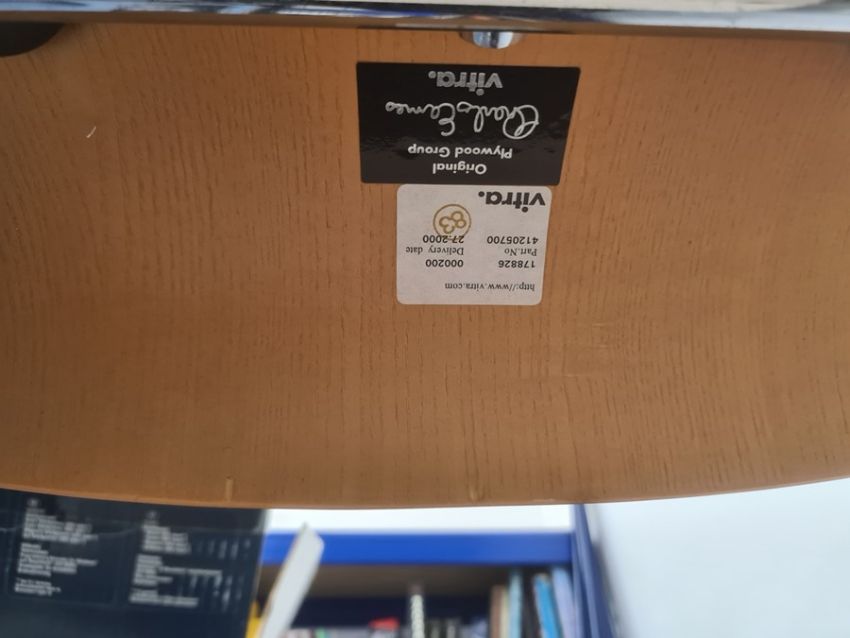 http://www.vitra.com
178826 000200
Part.No Delivery date
41205700 27.2000
83
vitra.
Original
Plywood Group
Charles Eames
vitra.